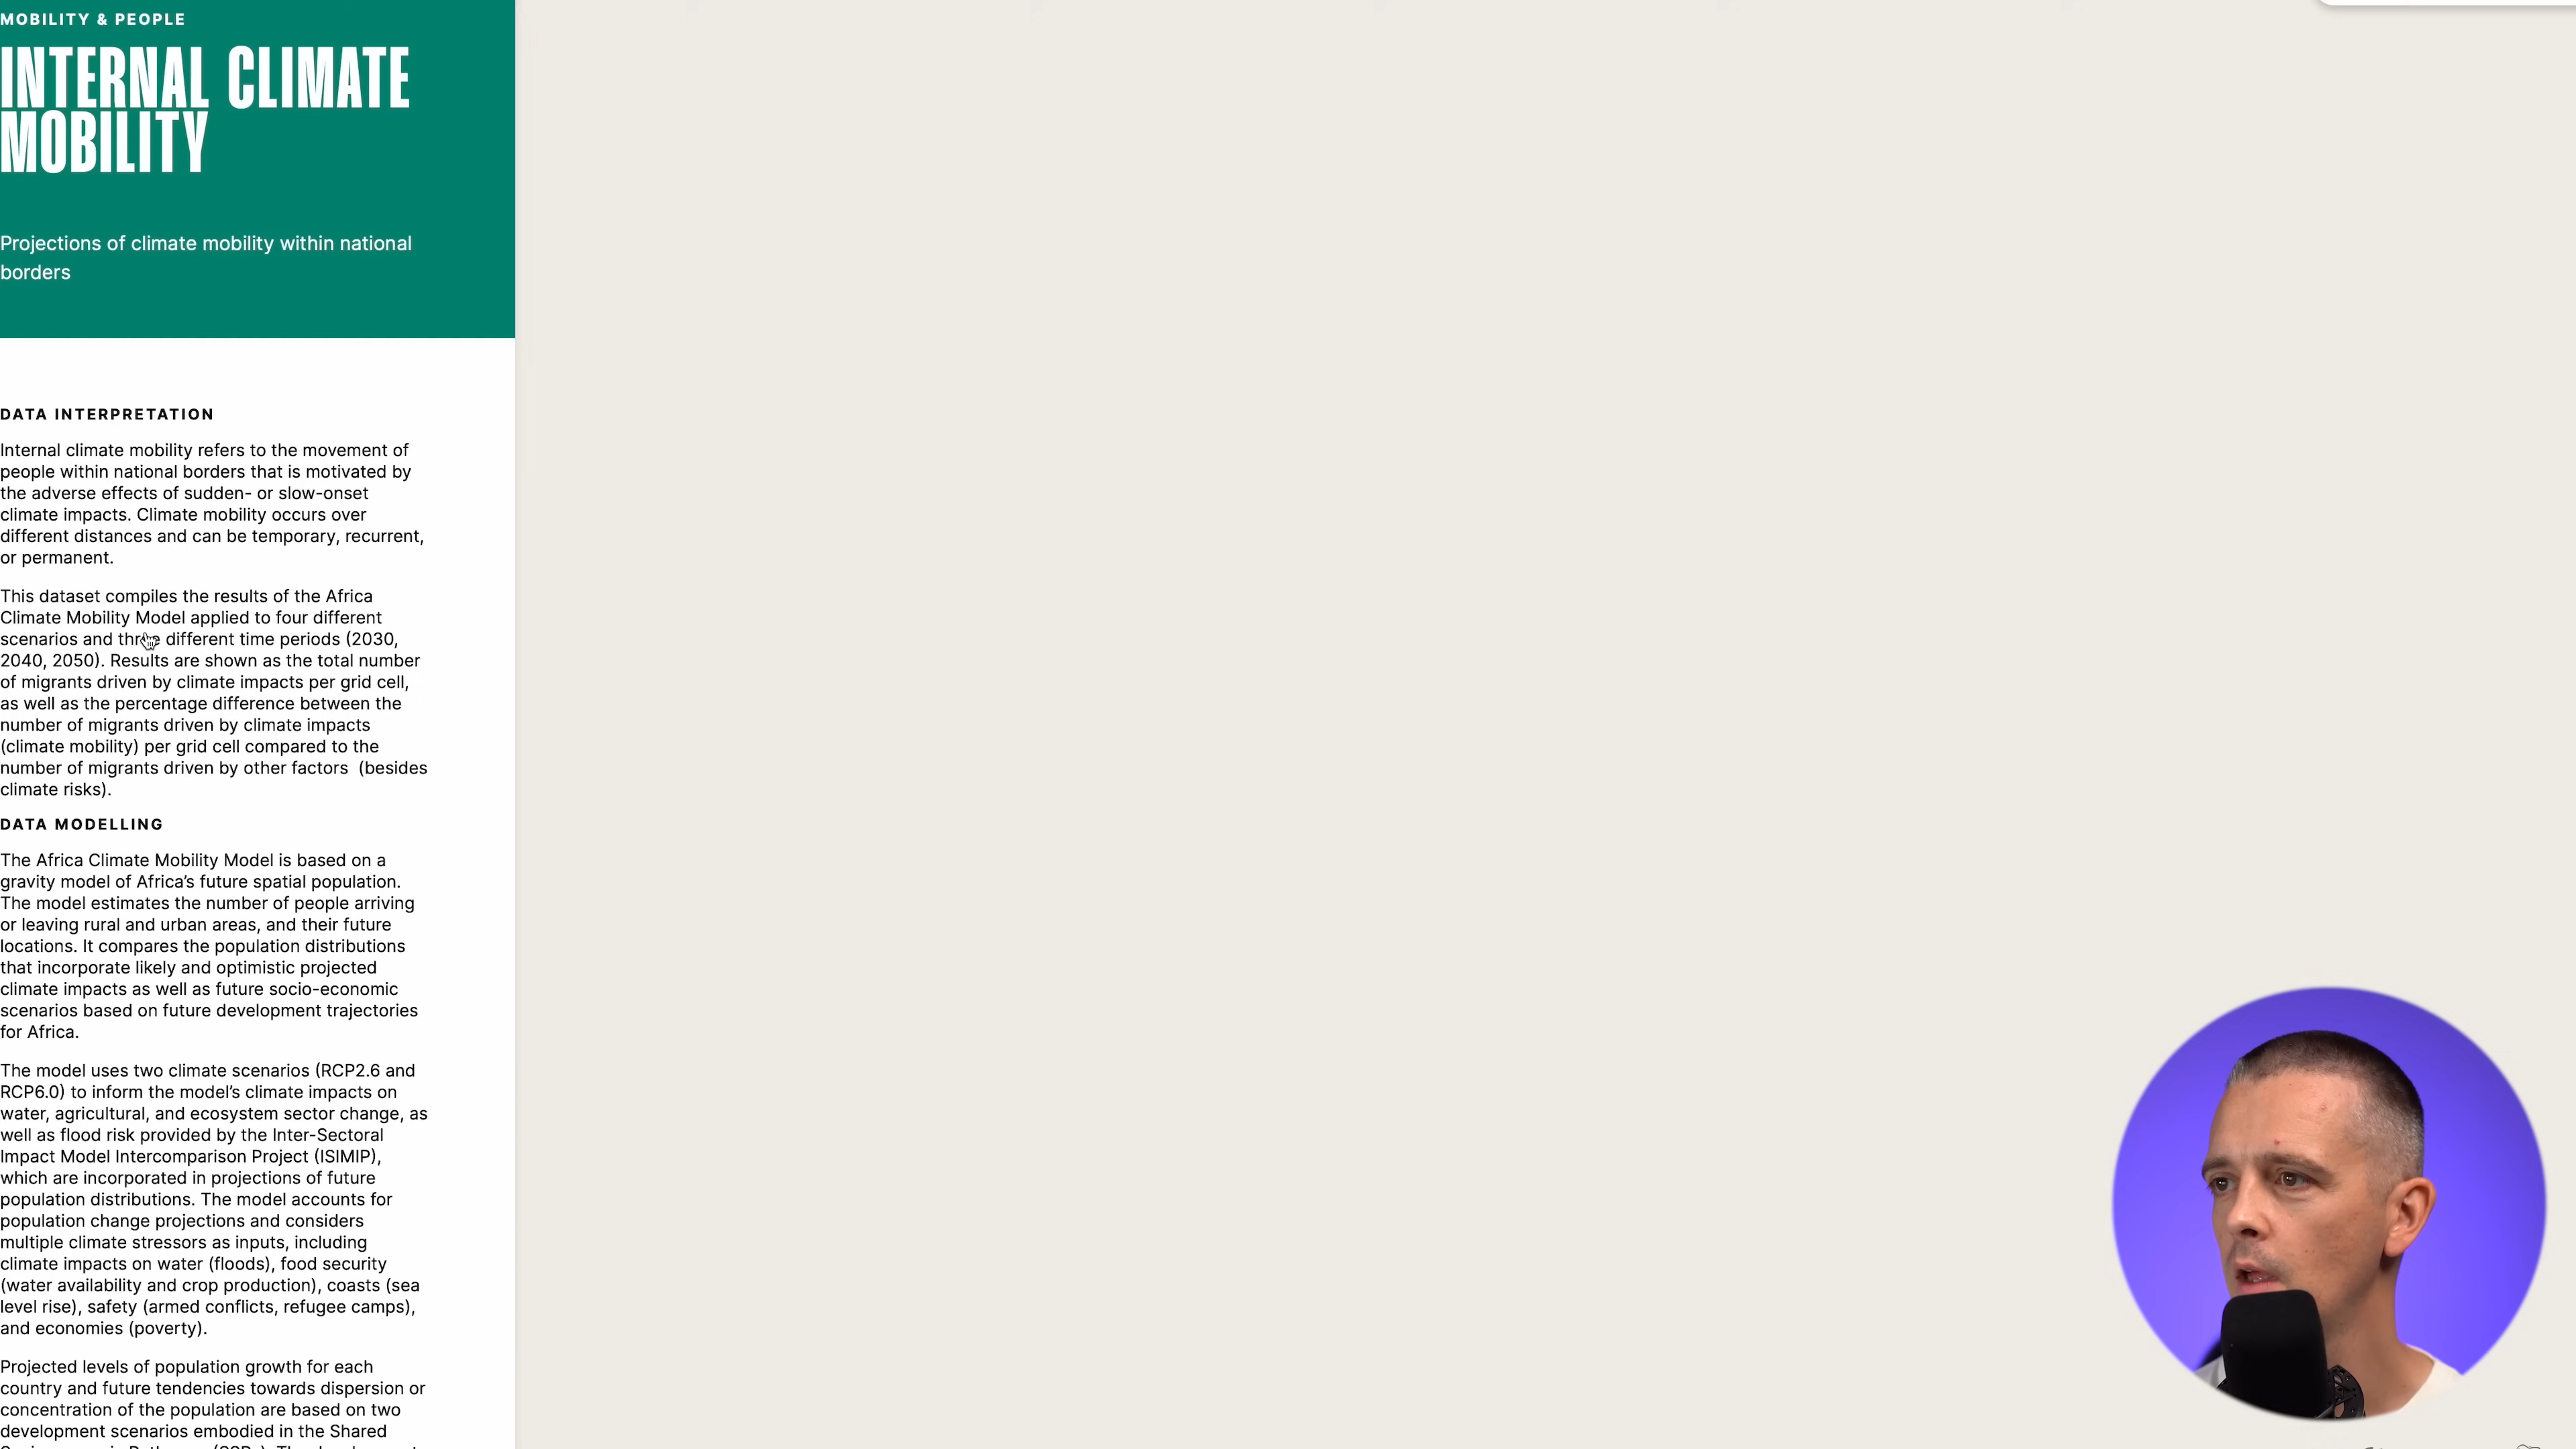 MOBILITY & PEOPLE
INTERNAL CLIMATE
MOBILITY
Projections of climate mobility within national
borders
DATA INTERPRETATION
Internal climate mobility refers to the movement of
people within national borders that is motivated by
the adverse effects of sudden- or slow-onset
climate impacts. Climate mobility occurs over
different distances and can be temporary, recurrent,
or permanent.
This dataset compiles the results of the Africa
Climate Mobility Model applied to four different
scenarios and three different time periods (2030,
2040, 2050). Results are shown as the total number
of migrants driven by climate impacts per grid cell,
as well as the percentage difference between the
number of migrants driven by climate impacts
(climate mobility) per grid cell compared to the
number of migrants driven by other factors  (besides
climate risks).
DATA MODELLING
The Africa Climate Mobility Model is based on a
gravity model of Africa’s future spatial population.
The model estimates the number of people arriving
or leaving rural and urban areas, and their future
locations. It compares the population distributions
that incorporate likely and optimistic projected
climate impacts as well as future socio-economic
scenarios based on future development trajectories
for Africa.
The model uses two climate scenarios (RCP2.6 and
RCP6.0) to inform the model’s climate impacts on
water, agricultural, and ecosystem sector change, as
well as flood risk provided by the Inter-Sectoral
Impact Model Intercomparison Project (ISIMIP),
which are incorporated in projections of future
population distributions. The model accounts for
population change projections and considers
multiple climate stressors as inputs, including
climate impacts on water (floods), food security
(water availability and crop production), coasts (sea
level rise), safety (armed conflicts, refugee camps),
and economies (poverty).
Projected levels of population growth for each
country and future tendencies towards dispersion or
concentration of the population are based on two
development scenarios embodied in the Shared